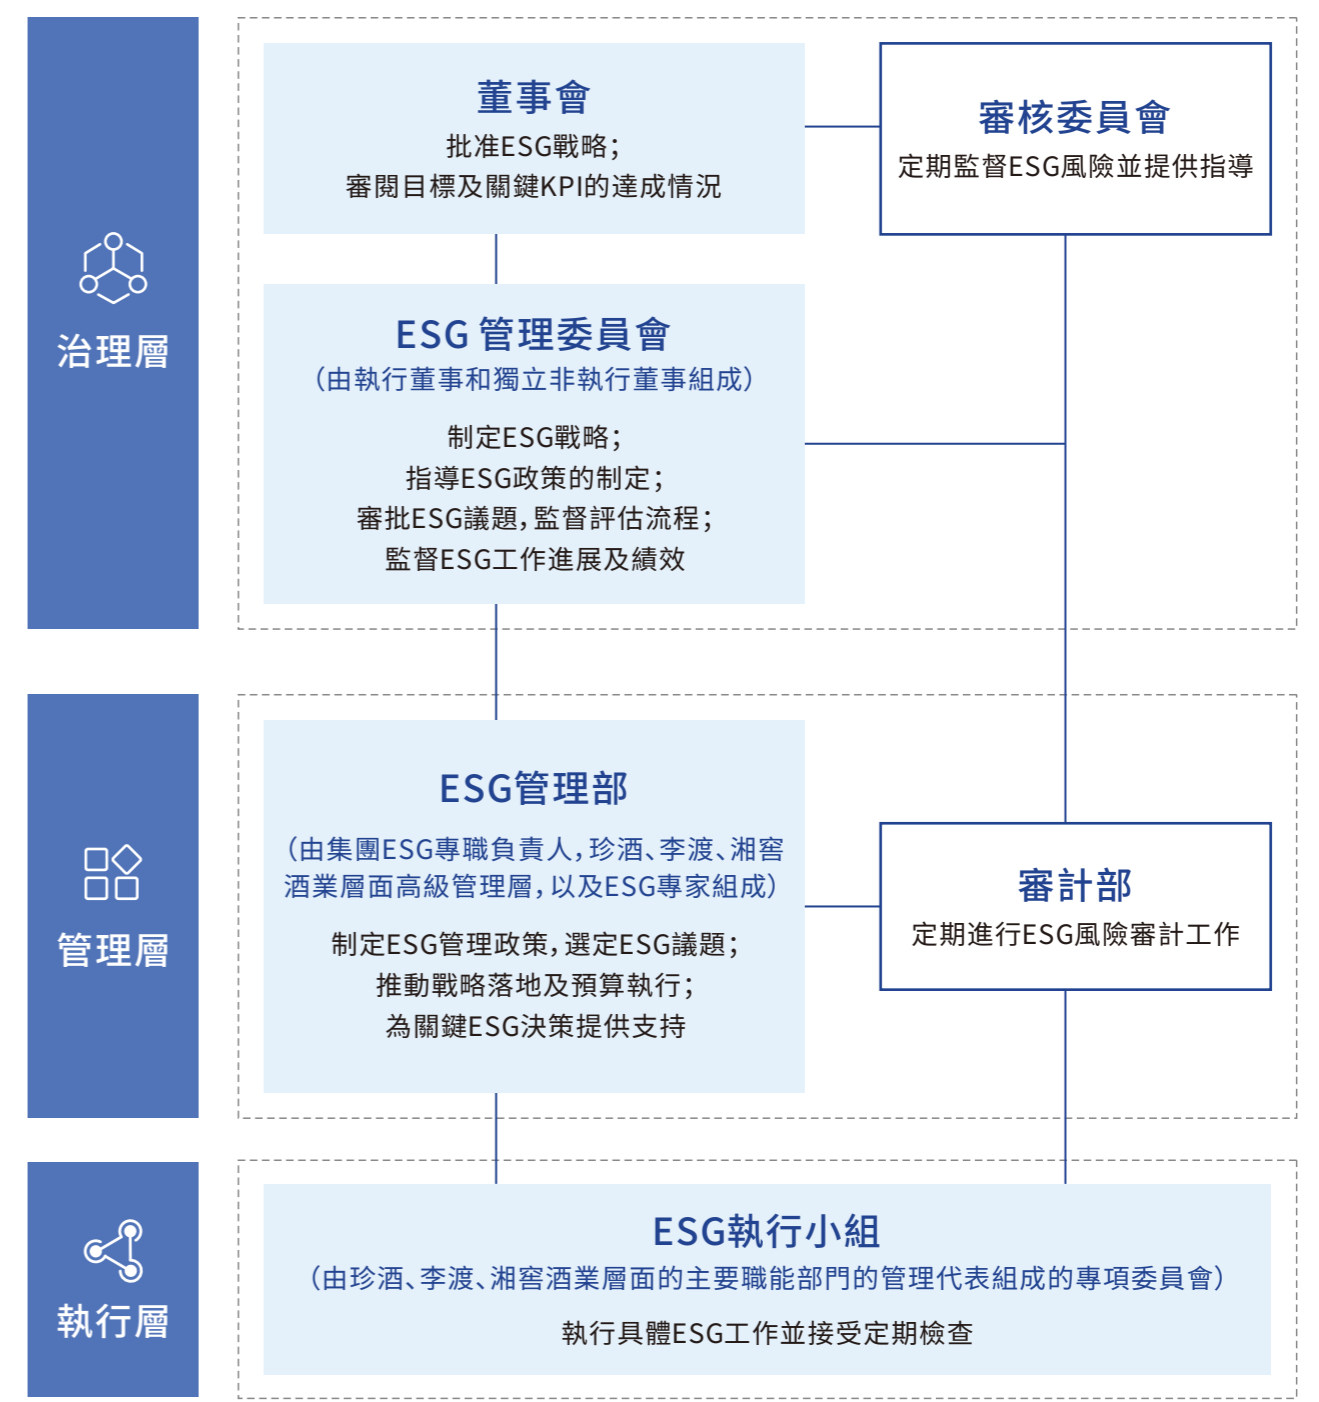 治理層
董事會
批准ESG戰略；
審閱目標及關鍵KPI的達成情況
審核委員會
定期監督ESG風險並提供指導
ESG 管理委員會
（由執行董事和獨立非執行董事組成）
制定ESG戰略；
指導ESG政策的制定；
審批ESG議題，監督評估流程；
監督ESG工作進展及績效
管理層
ESG管理部
（由集團ESG專職負責人，珍酒、李渡、湘窖
酒業層面高級管理層，以及ESG專家組成）
制定ESG管理政策，選定ESG議題；
推動戰略落地及預算執行；
為關鍵ESG決策提供支持
審計部
定期進行ESG風險審計工作
執行層
ESG執行小組
（由珍酒、李渡、湘窖酒業層面的主要職能部門的管理代表組成的專項委員會）
執行具體ESG工作並接受定期檢查